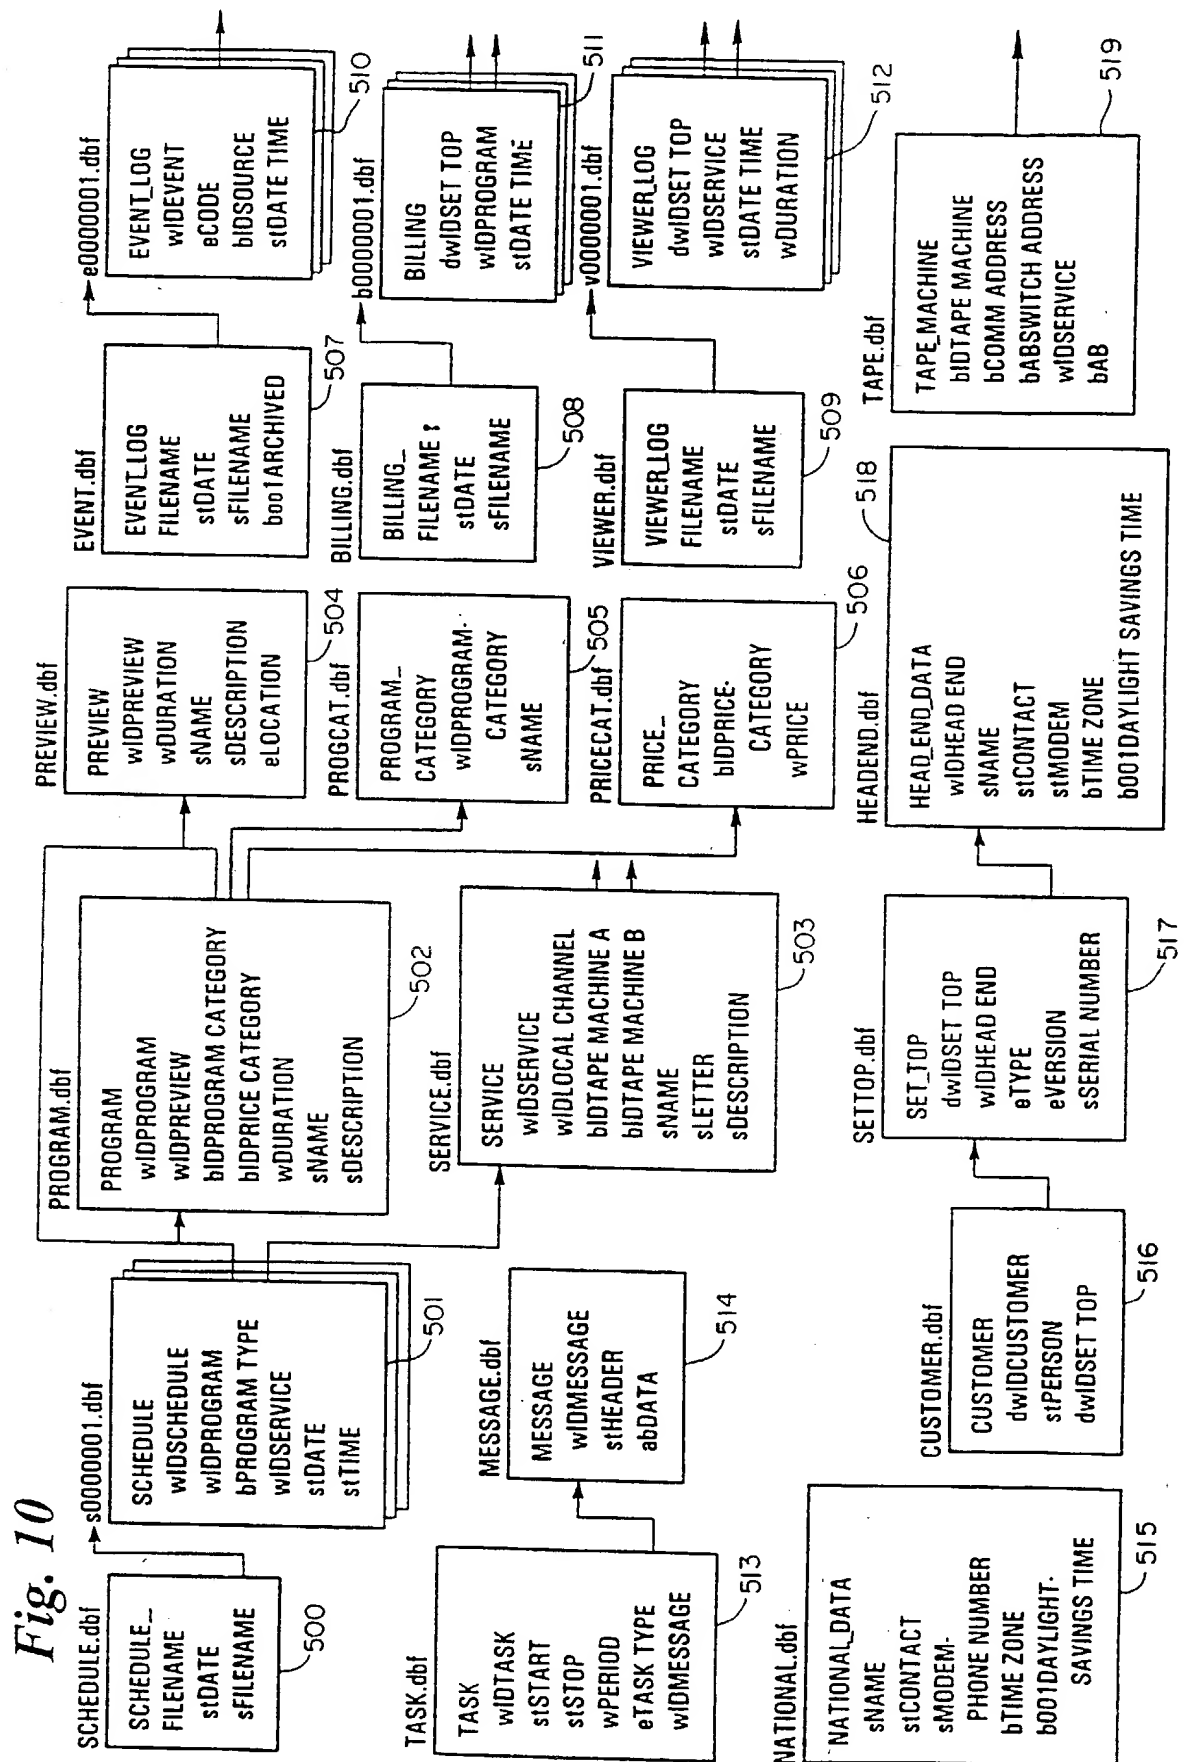 Fig. 10
SCHEDULE.dbf
SCHEDULE_
FILENAME
stDATE
sFILENAME
500
s0000001.dbf
SCHEDULE
wIDSCHEDULE
wIDPROGRAM
bPROGRAM TYPE
wIDSERVICE
stDATE
stTIME
501
PROGRAM.dbf
PROGRAM
wIDPROGRAM
wIDPREVIEW
bIDPROGRAM CATEGORY
bIDPRICE CATEGORY
wDURATION
sNAME
sDESCRIPTION
502
SERVICE.dbf
SERVICE
wIDSERVICE
wIDLOCAL CHANNEL
bIDTAPE MACHINE A
bIDTAPE MACHINE B
sNAME
sLETTER
sDESCRIPTION
503
PREVIEW.dbf
PREVIEW
wIDPREVIEW
wDURATION
sNAME
sDESCRIPTION
eLOCATION
504
PROGCAT.dbf
PROGRAM_
CATEGORY
wIDPROGRAM-
CATEGORY
sNAME
505
PRICECAT.dbf
PRICE_
CATEGORY
bIDPRICE-
CATEGORY
wPRICE
506
EVENT.dbf
EVENT_LOG
FILENAME
stDATE
sFILENAME
boo1ARCHIVED
507
BILLING.dbf
BILLING_
FILENAME :
stDATE
sFILENAME
508
VIEWER.dbf
VIEWER_LOG
FILENAME
stDATE
sFILENAME
509
e0000001.dbf
EVENT_LOG
wIDEVENT
eCODE
bIDSOURCE
stDATE TIME
510
b0000001.dbf
BILLING
dwIDSET TOP
wIDPROGRAM
stDATE TIME
511
v0000001.dbf
VIEWER_LOG
dwIDSET TOP
wIDSERVICE
stDATE TIME
wDURATION
512
TASK.dbf
TASK
wIDTASK
stSTART
stSTOP
wPERIOD
eTASK TYPE
wIDMESSAGE
513
MESSAGE.dbf
MESSAGE
wIDMESSAGE
stHEADER
abDATA
514
NATIONAL.dbf
NATIONAL_DATA
sNAME
stCONTACT
sMODEM-
PHONE NUMBER
bTIME ZONE
b001DAYLIGHT-
SAVINGS TIME
515
CUSTOMER.dbf
CUSTOMER
dwIDCUSTOMER
stPERSON
dwIDSET TOP
516
SETTOP.dbf
SET_TOP
dwIDSET TOP
wIDHEAD END
eTYPE
eVERSION
sSERIAL NUMBER
517
HEADEND.dbf
HEAD_END_DATA
wIDHEAD END
sNAME
stCONTACT
stMODEM
bTIME ZONE
b001DAYLIGHT SAVINGS TIME
518
TAPE.dbf
TAPE_MACHINE
bIDTAPE MACHINE
bCOMM ADDRESS
bABSWITCH ADDRESS
wIDSERVICE
bAB
519